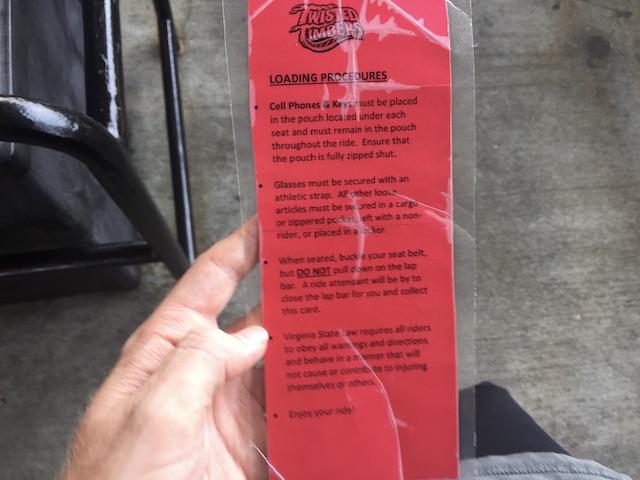 TWISTED
TIMBERS
LOADING PROCEDURES
Cell Phones & Keys must be placed
in the pouch located under each
seat and must remain in the pouch
throughout the ride. Ensure that
the pouch is fully zipped shut.
Glasses must be secured with an
athletic strap. All other loose
articles must be secured in a cargo
or zippered pocket, left with a non-
rider, or placed in a locker.
When seated, buckle your seat belt,
but DO NOT pull down on the lap
bar. A ride attendant will be by to
close the lap bar for you and collect
this card.
Virginia State Law requires all riders
to obey all warnings and directions
and behave in a manner that will
not cause or contribute to injuring
themselves or others.
Enjoy your ride!